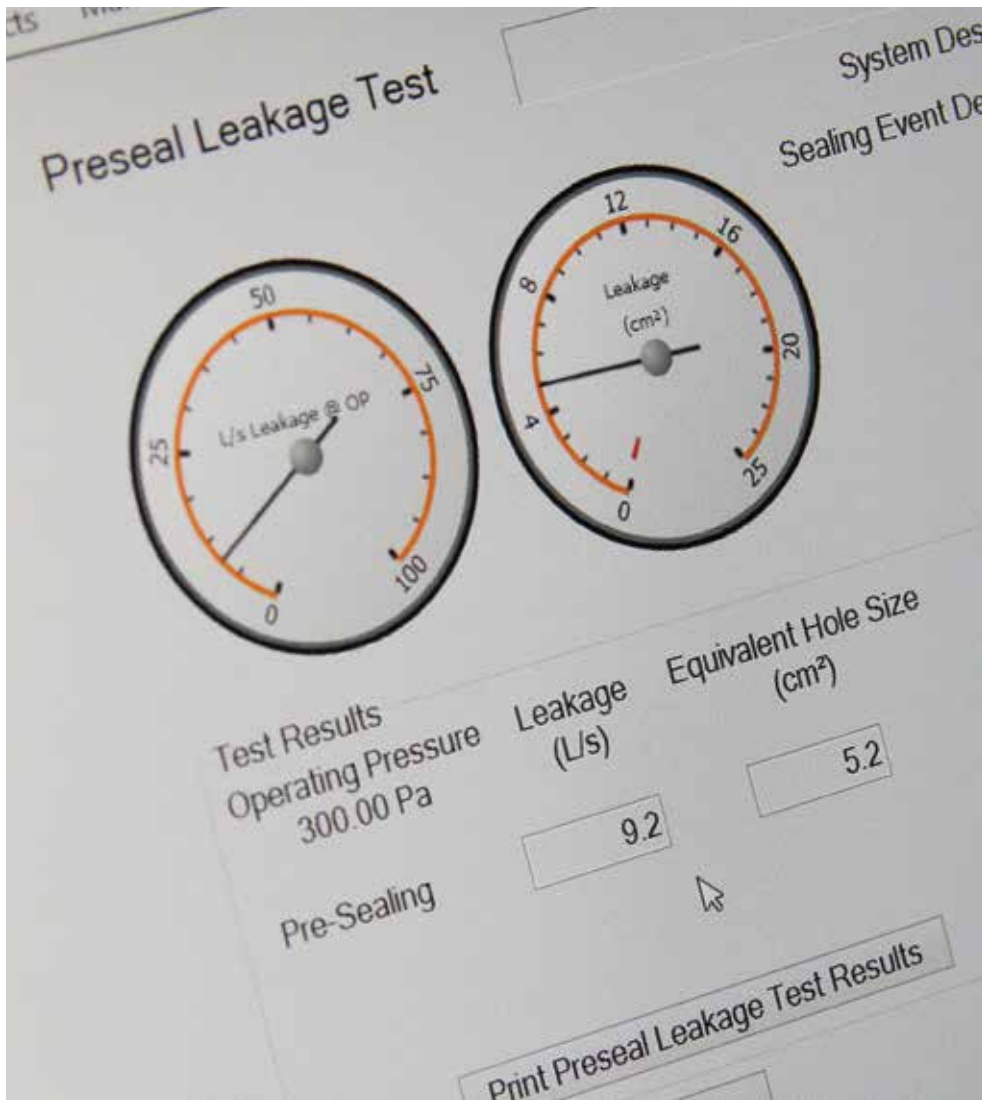 Preseal Leakage Test
System Des
Sealing Event De
50
75
25
L/s Leakage @ OP
0
100
12
16
8
Leakage
(cm²)
20
4
0
25
Test Results
Operating Pressure
300.00 Pa
Leakage
(L/s)
Equivalent Hole Size
(cm²)
Pre-Sealing
9.2
5.2
Print Preseal Leakage Test Results